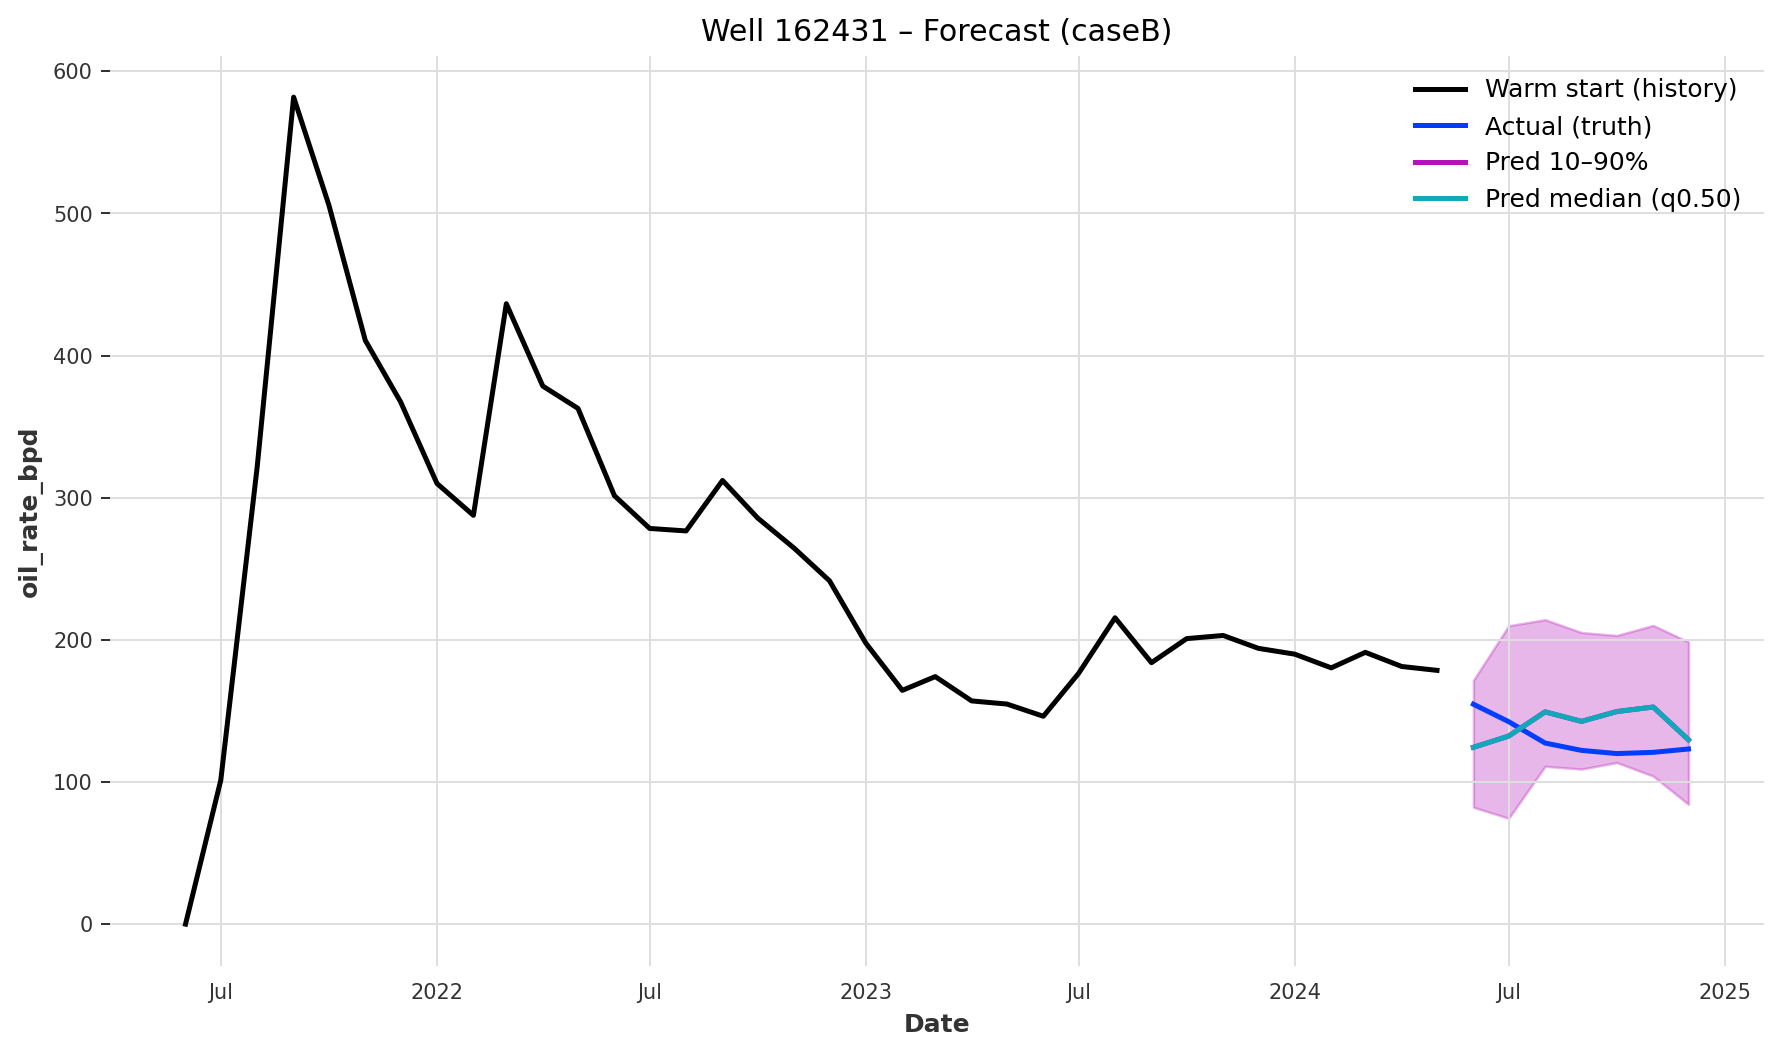 Well 162431 – Forecast (caseB)
Warm start (history)
Actual (truth)
Pred 10–90%
Pred median (q0.50)
oil_rate_bpd
600
500
400
300
200
100
0
Jul 2022 Jul 2023 Jul 2024 Jul 2025
Date